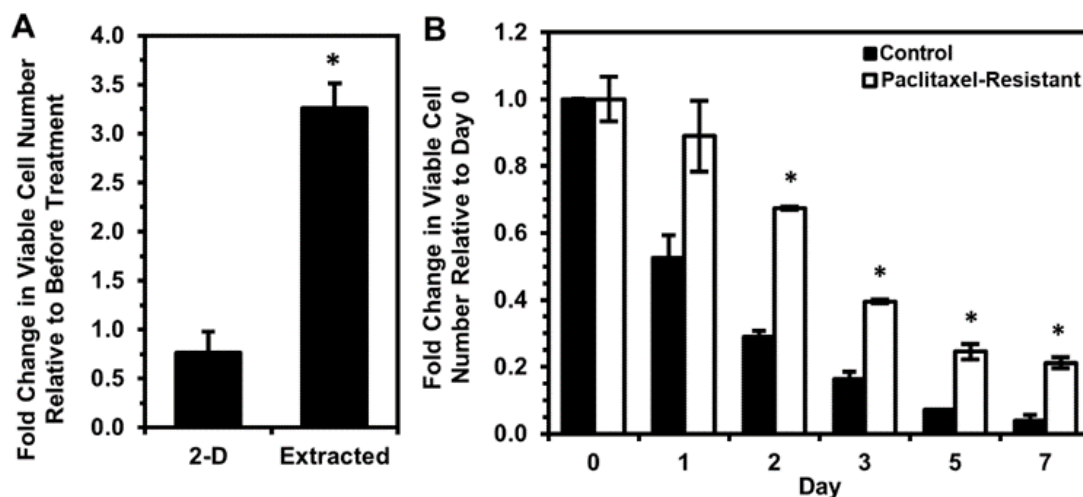 A
Fold Change in Viable Cell Number
Relative to Before Treatment
4.0
3.5
3.0
2.5
2.0
1.5
1.0
0.5
0.0
*
2-D Extracted
B
Fold Change in Viable Cell
Number Relative to Day 0
1.2
1.0
0.8
0.6
0.4
0.2
0.0
Control
Paclitaxel-Resistant
* * * *
0 1 2 3 5 7
Day